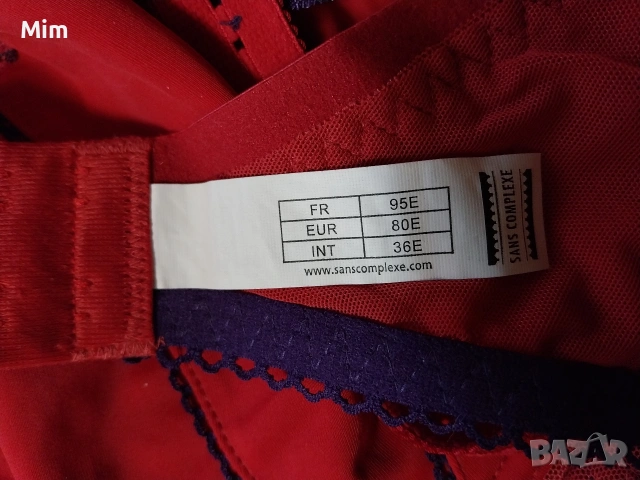 Mim
FR 95E
EUR 80E
INT 36E
www.sanscomplexe.com
SANS COMPLEXE
BAZAR